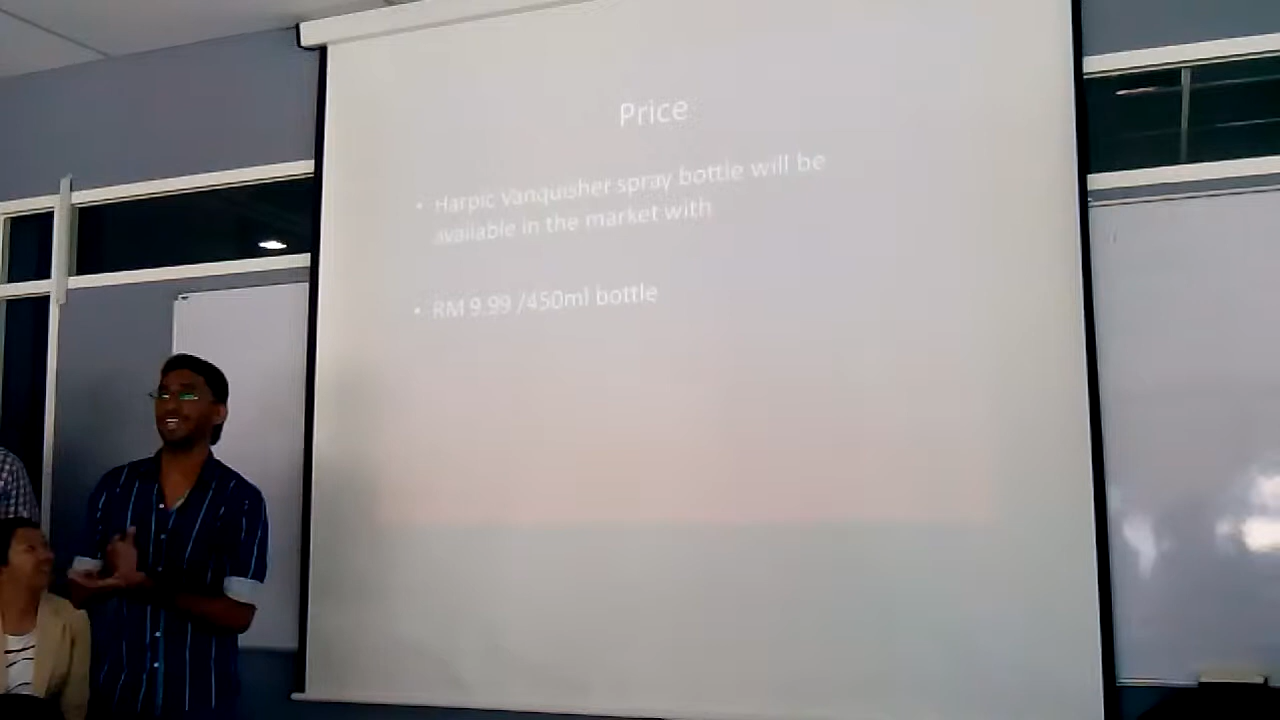 Price
• Harpic Vanquisher spray bottle will be
available in the market with
• RM 9.99 /450ml bottle